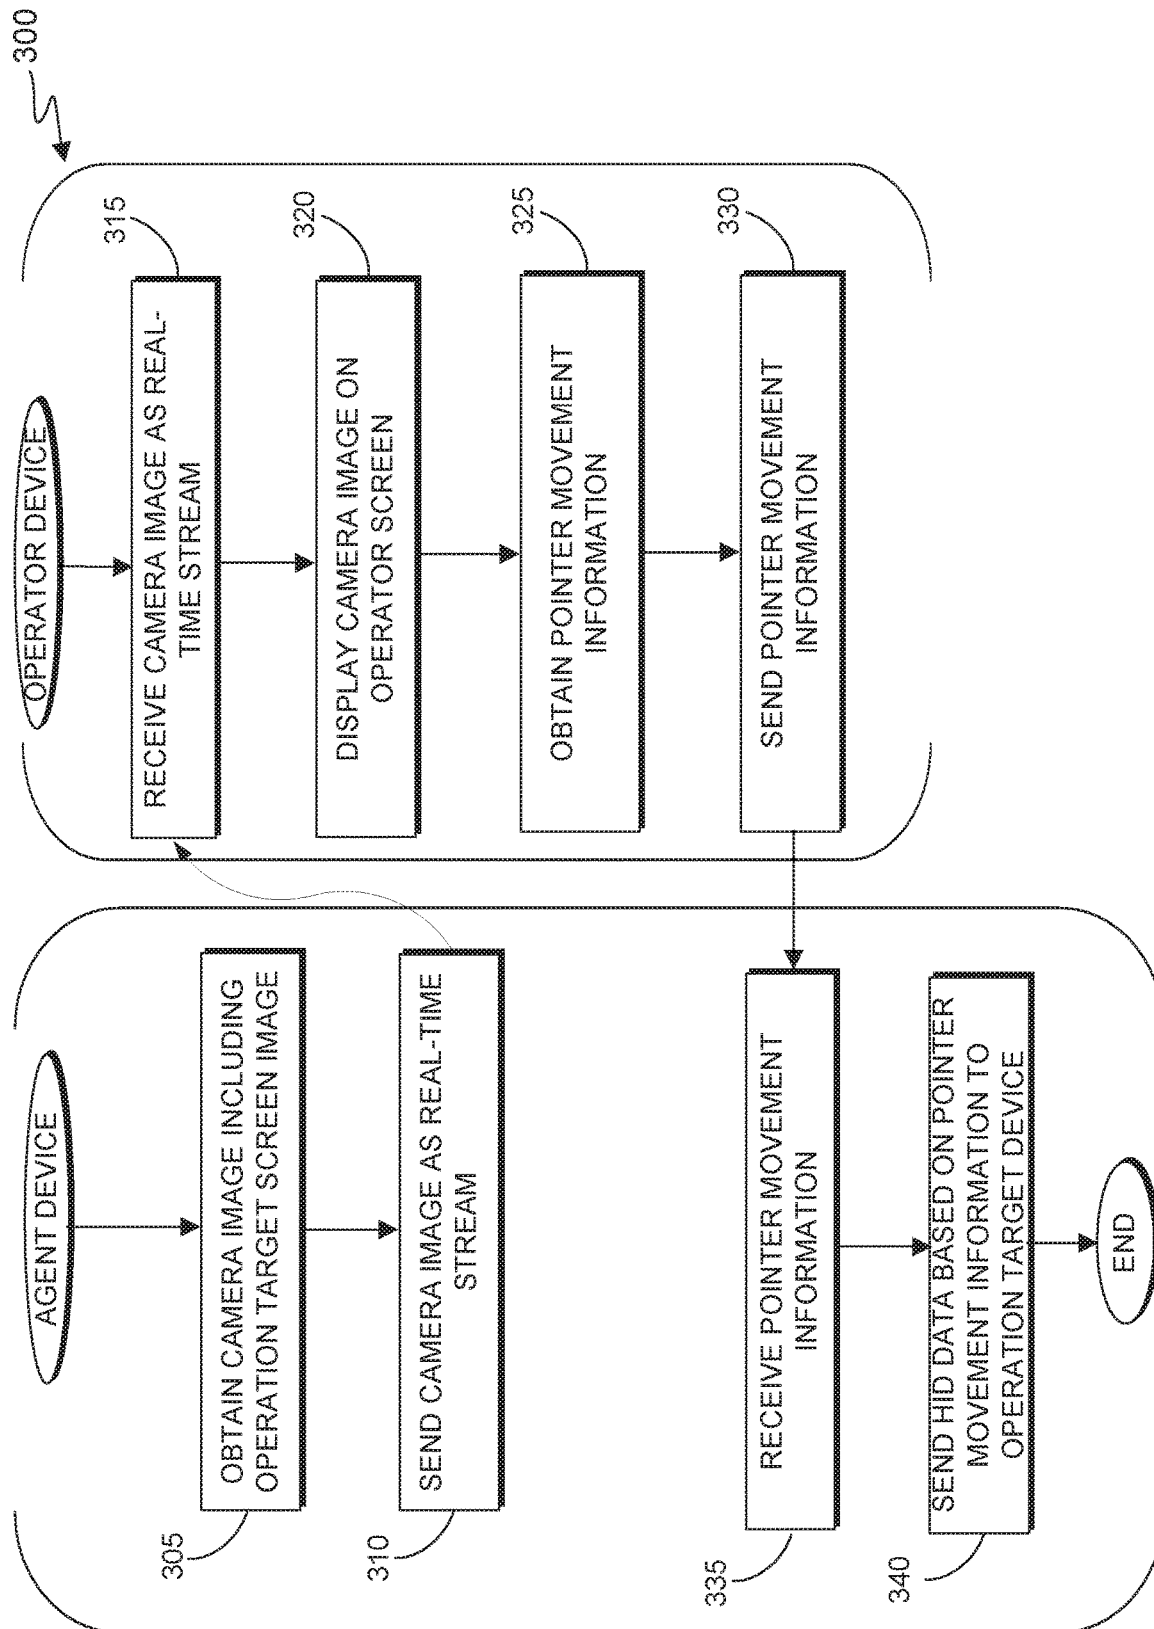 300
AGENT DEVICE
305
OBTAIN CAMERA IMAGE INCLUDING
OPERATION TARGET SCREEN IMAGE
310
SEND CAMERA IMAGE AS REAL-TIME
STREAM
335
RECEIVE POINTER MOVEMENT
INFORMATION
340
SEND HID DATA BASED ON POINTER
MOVEMENT INFORMATION TO
OPERATION TARGET DEVICE
END
OPERATOR DEVICE
315
RECEIVE CAMERA IMAGE AS REAL-
TIME STREAM
320
DISPLAY CAMERA IMAGE ON
OPERATOR SCREEN
325
OBTAIN POINTER MOVEMENT
INFORMATION
330
SEND POINTER MOVEMENT
INFORMATION